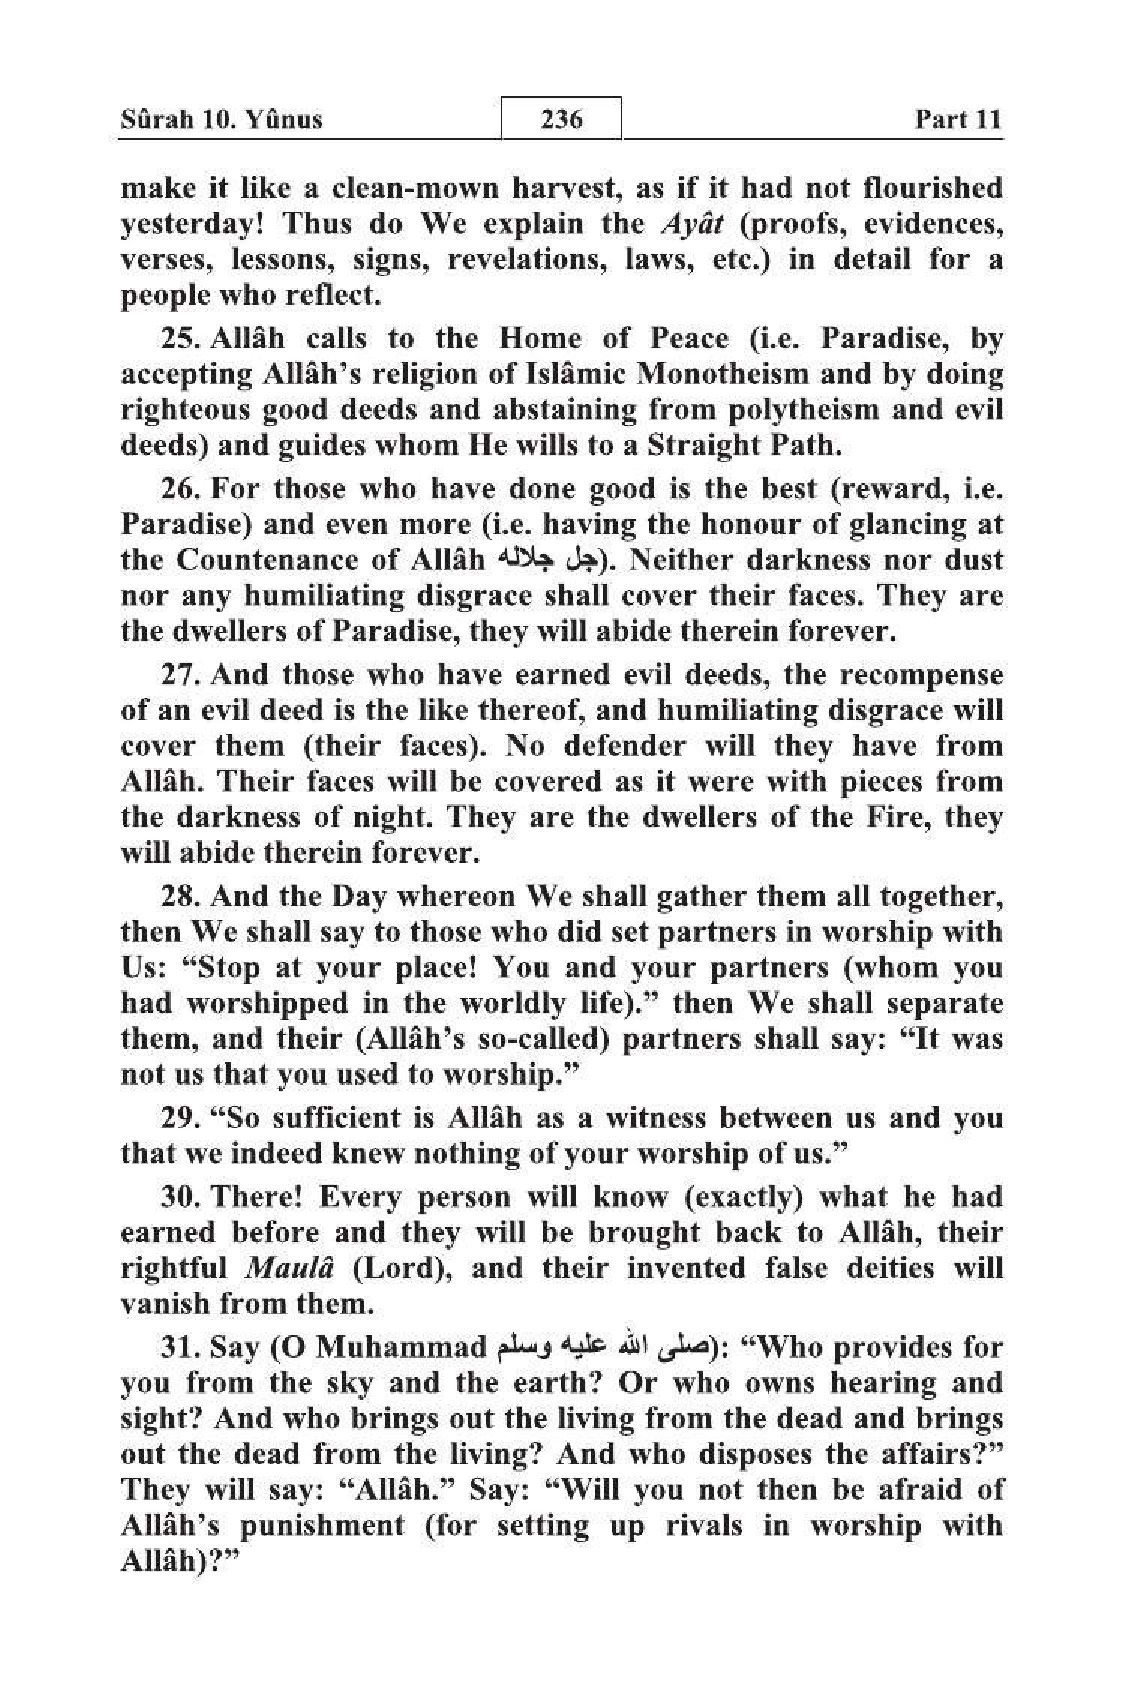 Sûrah 10. Yûnus 236 Part 11
make it like a clean-mown harvest, as if it had not flourished
yesterday! Thus do We explain the Ayât (proofs, evidences,
verses, lessons, signs, revelations, laws, etc.) in detail for a
people who reflect.
25. Allâh calls to the Home of Peace (i.e. Paradise, by
accepting Allâh’s religion of Islâmic Monotheism and by doing
righteous good deeds and abstaining from polytheism and evil
deeds) and guides whom He wills to a Straight Path.
26. For those who have done good is the best (reward, i.e.
Paradise) and even more (i.e. having the honour of glancing at
the Countenance of Allâh جل جلاله). Neither darkness nor dust
nor any humiliating disgrace shall cover their faces. They are
the dwellers of Paradise, they will abide therein forever.
27. And those who have earned evil deeds, the recompense
of an evil deed is the like thereof, and humiliating disgrace will
cover them (their faces). No defender will they have from
Allâh. Their faces will be covered as it were with pieces from
the darkness of night. They are the dwellers of the Fire, they
will abide therein forever.
28. And the Day whereon We shall gather them all together,
then We shall say to those who did set partners in worship with
Us: “Stop at your place! You and your partners (whom you
had worshipped in the worldly life).” then We shall separate
them, and their (Allâh’s so-called) partners shall say: “It was
not us that you used to worship.”
29. “So sufficient is Allâh as a witness between us and you
that we indeed knew nothing of your worship of us.”
30. There! Every person will know (exactly) what he had
earned before and they will be brought back to Allâh, their
rightful Maulâ (Lord), and their invented false deities will
vanish from them.
31. Say (O Muhammad صلى الله عليه وسلم): “Who provides for
you from the sky and the earth? Or who owns hearing and
sight? And who brings out the living from the dead and brings
out the dead from the living? And who disposes the affairs?”
They will say: “Allâh.” Say: “Will you not then be afraid of
Allâh’s punishment (for setting up rivals in worship with
Allâh)?”